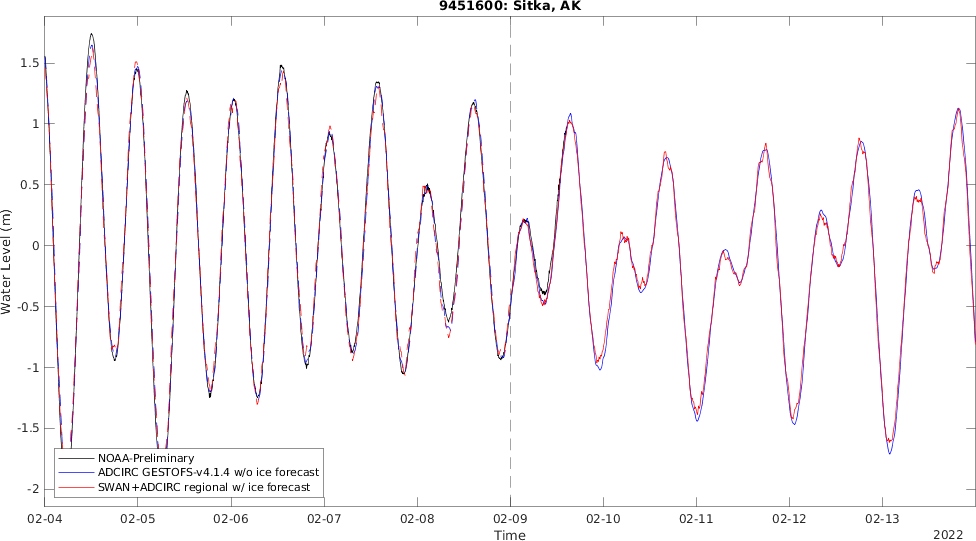 9451600: Sitka, AK
Water Level (m)
1.5
1
0.5
0
-0.5
-1
-1.5
-2
NOAA-Preliminary
ADCIRC GESTOFS-v4.1.4 w/o ice forecast
SWAN+ADCIRC regional w/ ice forecast
02-04 02-05 02-06 02-07 02-08 02-09 02-10 02-11 02-12 02-13
Time
2022